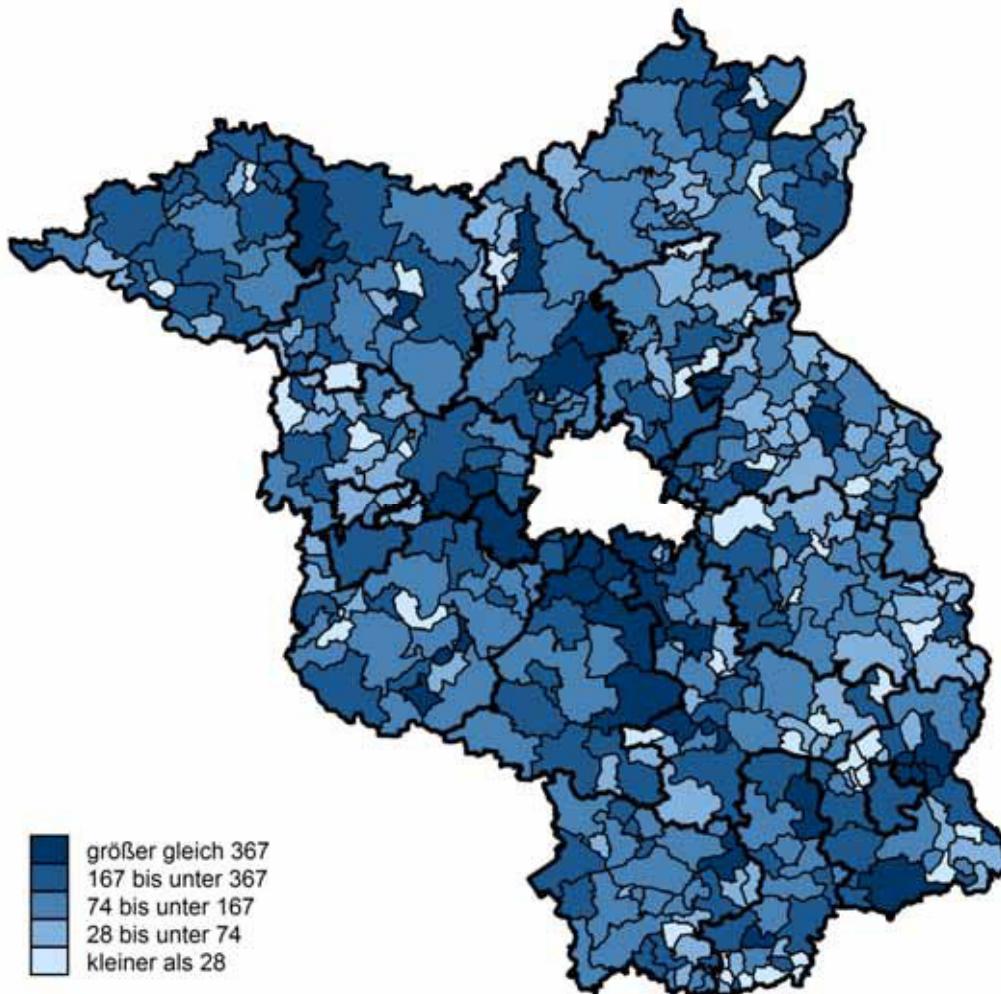 größer gleich 367
167 bis unter 367
74 bis unter 167
28 bis unter 74
kleiner als 28